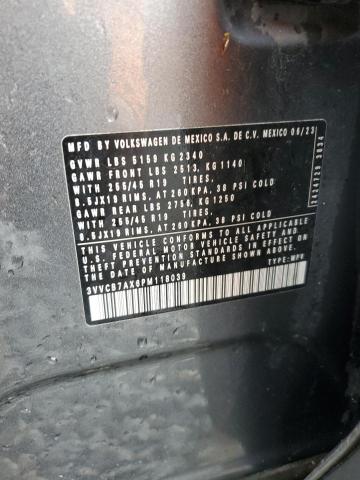 MFD BY VOLKSWAGEN DE MEXICO S.A. DE C.V. MEXICO 06/23
GVWR LBS 5159 KG 2340
GAWR FRONT LBS 2513, KG 1140
WITH 255/45 R19 TIRES.
8.5JX19 RIMS, AT 260 KPA, 38 PSI COLD
GAWR REAR LBS 2756, KG 1250
WITH 255/45 R19 TIRES,
8.5JX19 RIMS, AT 260 KPA, 38 PSI COLD
THIS VEHICLE CONFORMS TO ALL APPLICABLE
U.S. FEDERAL MOTOR VEHICLE SAFETY AND
THEFT PREVENTION STANDARDS IN EFFECT ON
THE DATE OF MANUFACTURE SHOWN ABOVE.
3VVCB7AX6PM118039 TYPE: MPV
2424729 3034